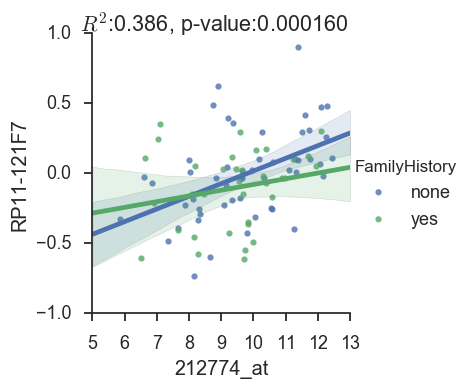 R²:0.386, p-value:0.000160
1.0
0.5
0.0
−0.5
−1.0
RP11-121F7
5 6 7 8 9 10 11 12 13
212774_at
FamilyHistory
none
yes